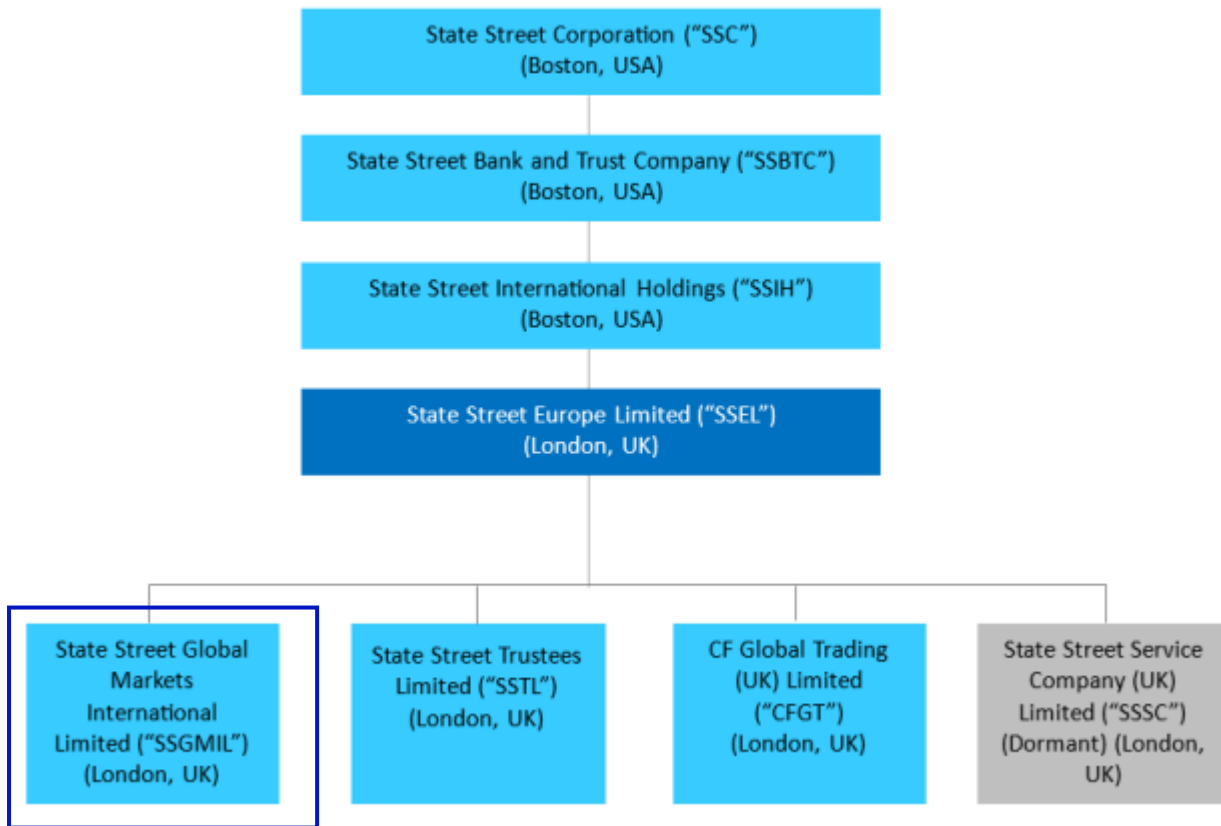 State Street Corporation (“SSC”)
(Boston, USA)
State Street Bank and Trust Company (“SSBTC”)
(Boston, USA)
State Street International Holdings (“SSIH”)
(Boston, USA)
State Street Europe Limited (“SSEL”)
(London, UK)
State Street Global
Markets
International
Limited (“SSGMIL”)
(London, UK)
State Street Trustees
Limited (“SSTL”)
(London, UK)
CF Global Trading
(UK) Limited
(“CFGT”)
(London, UK)
State Street Service
Company (UK)
Limited (“SSSC”)
(Dormant) (London,
UK)